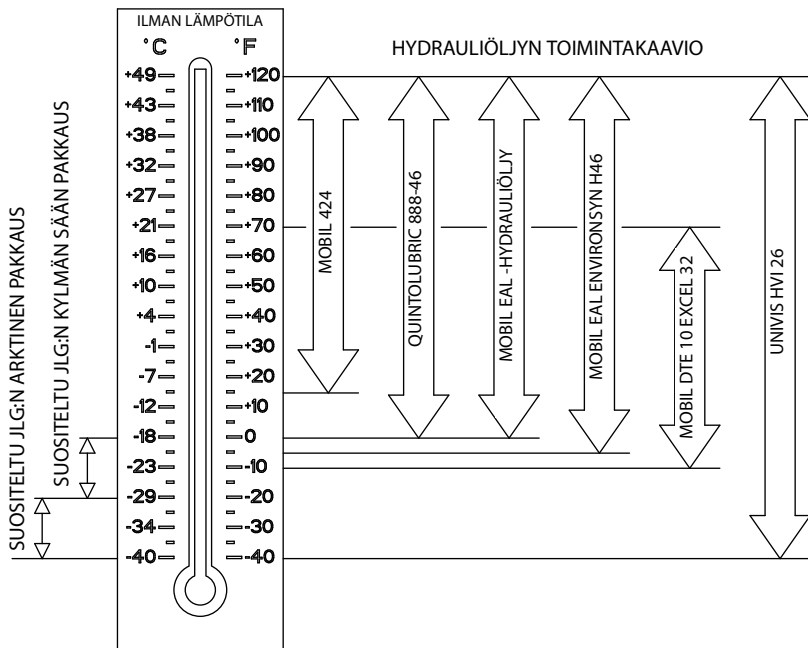 ILMAN LÄMPÖTILA
°C °F
HYDRAULIÖLJYN TOIMINTAKAAVIO
+49 +120
+43 +110
+38 +100
+32 +90
+27 +80
+21 +70
+16 +60
+10 +50
+4 +40
-1 +30
-7 +20
-12 +10
-18 0
-23 -10
-29 -20
-34 -30
-40 -40
SUOSITELTU JLG:N ARKTINEN PAKKAUS
SUOSITELTU JLG:N KYLMÄN SÄÄN PAKKAUS
MOBIL 424
QUINTOLUBRIC 888-46
MOBIL EAL -HYDRAULIÖLJY
MOBIL EAL ENVIRONSYN H46
MOBIL DTE 10 EXCEL 32
UNIVIS HVI 26